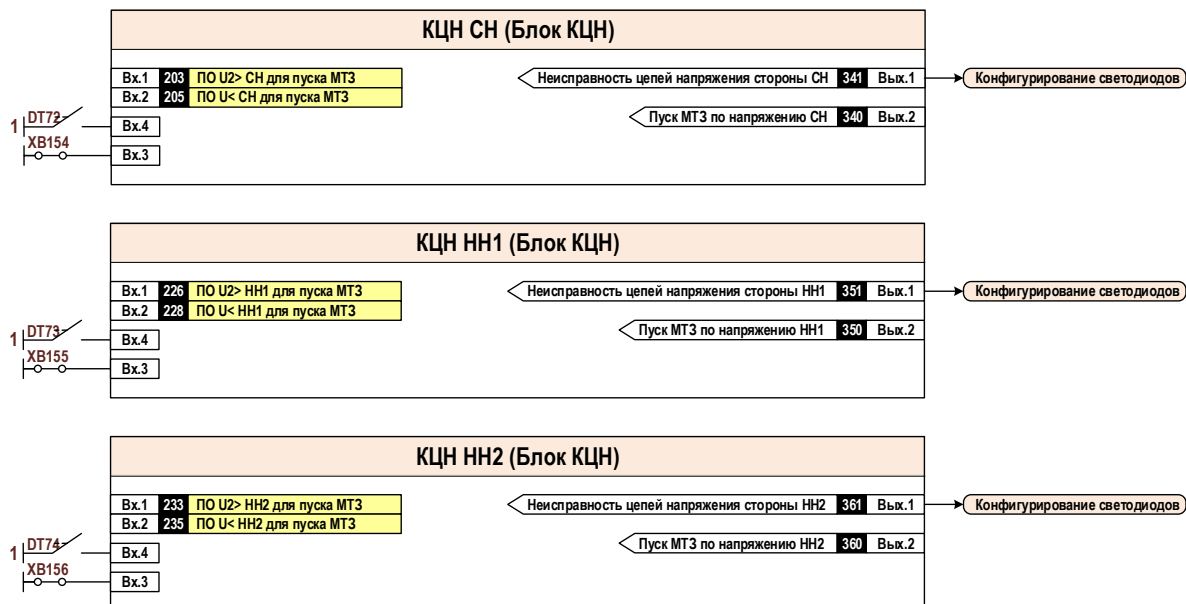 КЦН СН (Блок КЦН)
Вх.1 203 ПО U2> СН для пуска МТЗ
Неисправность цепей напряжения стороны СН 341 Вых.1
Конфигурирование светодиодов
Вх.2 205 ПО U< СН для пуска МТЗ
Пуск МТЗ по напряжению СН 340 Вых.2
1 DT72 Вх.4
XB154 Вх.3
КЦН НН1 (Блок КЦН)
Вх.1 226 ПО U2> НН1 для пуска МТЗ
Неисправность цепей напряжения стороны НН1 351 Вых.1
Конфигурирование светодиодов
Вх.2 228 ПО U< НН1 для пуска МТЗ
Пуск МТЗ по напряжению НН1 350 Вых.2
1 DT73 Вх.4
XB155 Вх.3
КЦН НН2 (Блок КЦН)
Вх.1 233 ПО U2> НН2 для пуска МТЗ
Неисправность цепей напряжения стороны НН2 361 Вых.1
Конфигурирование светодиодов
Вх.2 235 ПО U< НН2 для пуска МТЗ
Пуск МТЗ по напряжению НН2 360 Вых.2
1 DT74 Вх.4
XB156 Вх.3